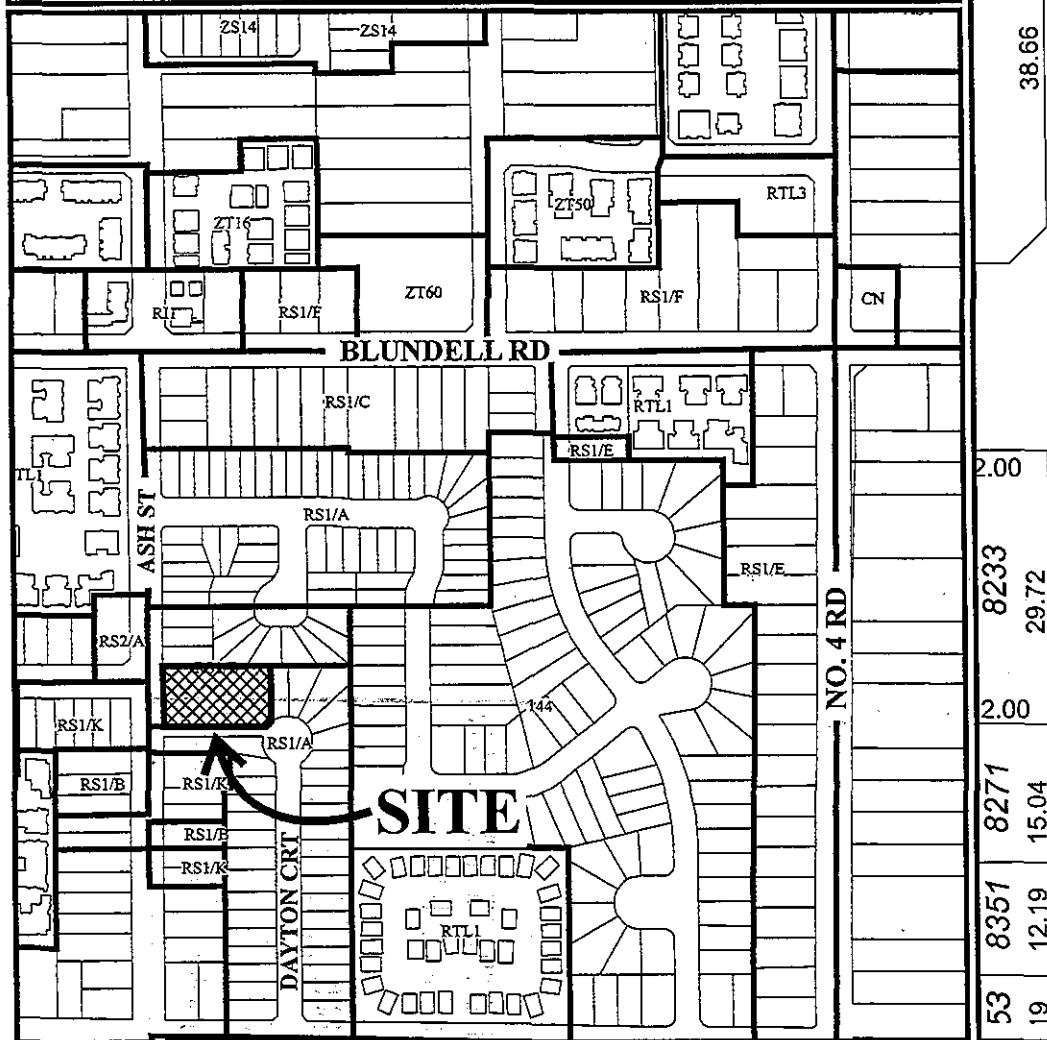 ZS14
ZS14
38.66
ZT16
ZT50
RTL3
ZT60
RS1/F
RS1/F
CN
BLUNDELL RD
RS1/C
RTL1
RS1/E
2.00
ASH ST
RS1/A
RS1/E
8233
29.72
RS2/A
NO. 4 RD
144
2.00
RS1/K
RS1/A
RS1/B
RS1/K
SITE
8271
15.04
RS1/B
RS1/K
DAYTON CRT
RTL1
8351
12.19
53
19